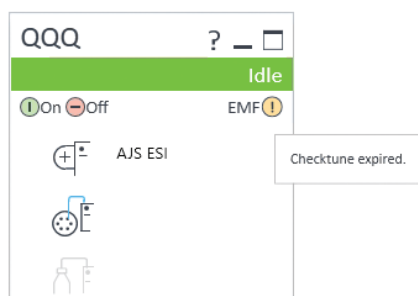 QQQ ?
Idle
On Off EMF
AJS ESI
Checktune expired.